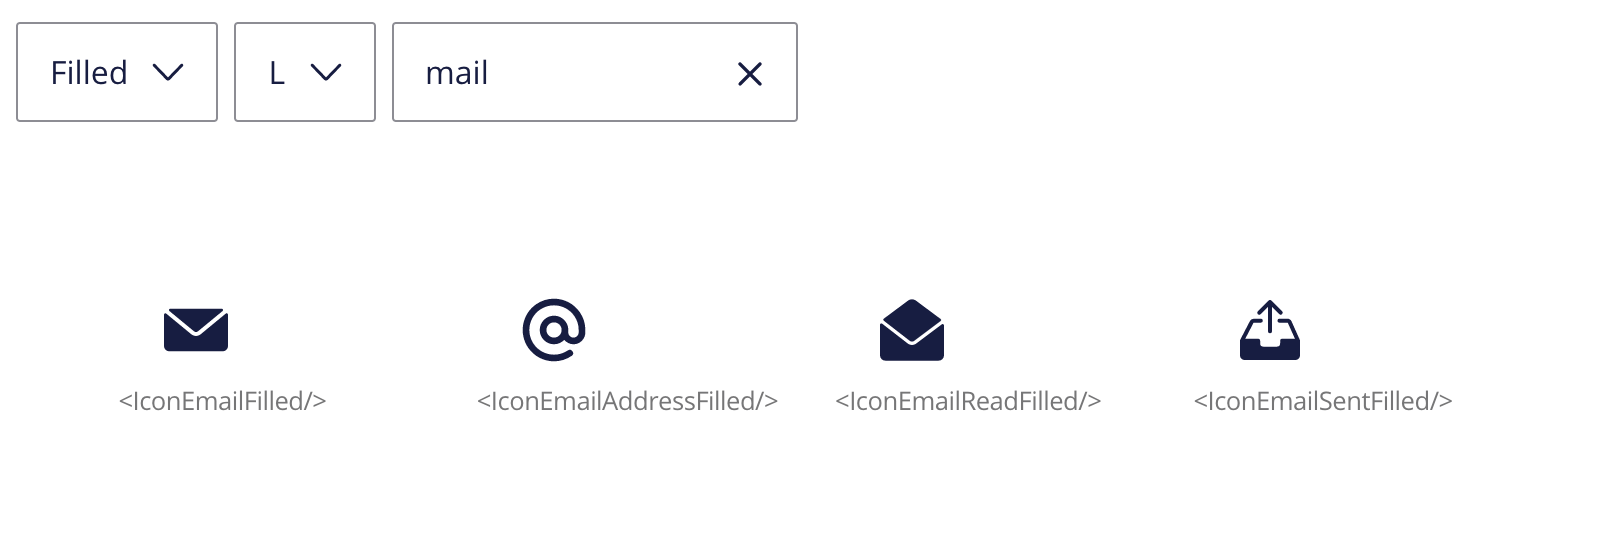 Filled
L
mail
<IconEmailFilled/>
<IconEmailAddressFilled/>
<IconEmailReadFilled/>
<IconEmailSentFilled/>